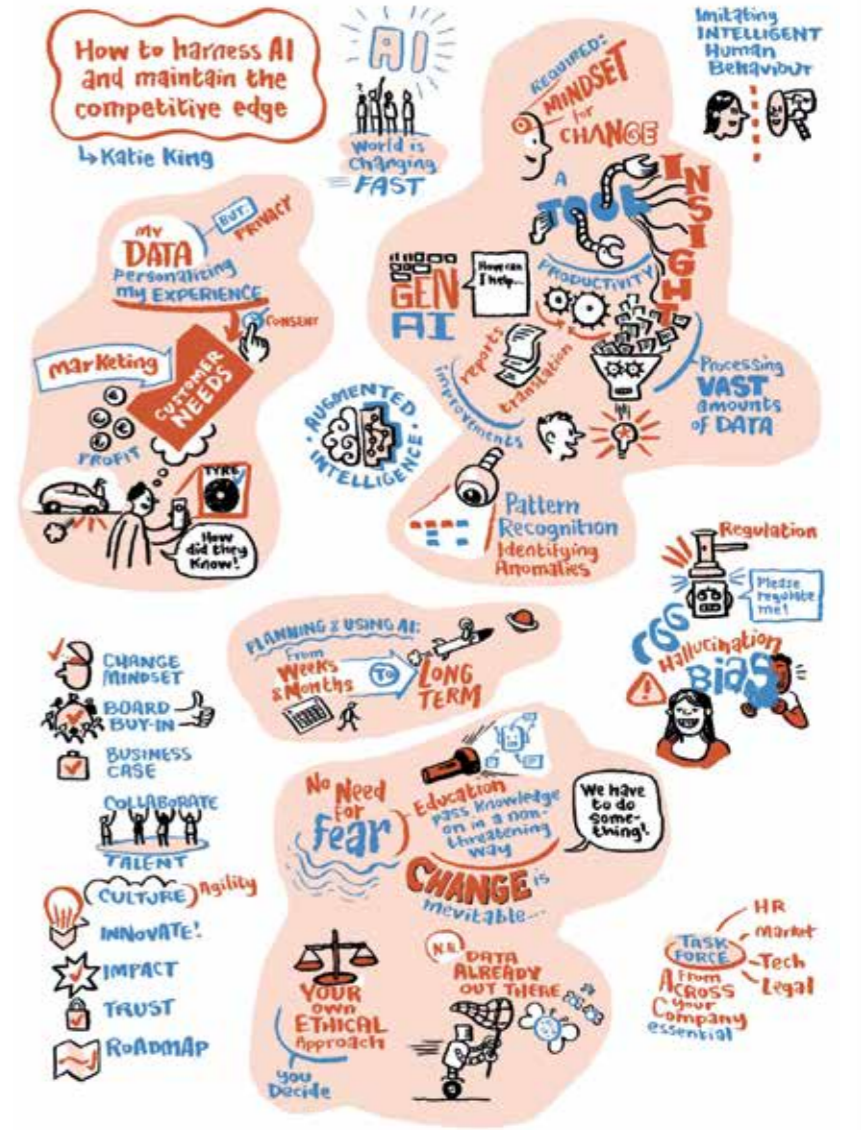 How to harness AI
and maintain the
competitive edge
Katie King
AI
World is
Changing
FAST
REQUIRED:
MINDSET
for
CHANGE
Imitating
INTELLIGENT
Human
Behaviour
A
TOOL
INSIGHT
PRODUCTIVITY
GEN
AI
How can
I help...
reports
translation
improvements
Processing
VAST
amounts
of DATA
Pattern
Recognition
Identifying
Anomalies
MY
DATA
BUT:
PRIVACY
personalizing
my EXPERIENCE
CONSENT
marketing
CUSTOMER
NEEDS
PROFIT
TYRE
How
did they
Know!
AUGMENTED
INTELLIGENCE
Regulation
Please
regulate
me!
Hallucination
BiAS
PLANNING & USING AI:
From
Weeks
& Months
TO
LONG
TERM
CHANGE
MINDSET
BOARD
BUY-IN
BUSINESS
CASE
COLLABORATE
TALENT
CULTURE
Agility
INNOVATE!
IMPACT
TRUST
ROADMAP
No Need
for
Fear
Education
pass Knowledge
on in a non-
threatening
way
We have
to do
some-
thing!
CHANGE is
inevitable...
YOUR
own
ETHICAL
Approach
you
Decide
N.B.
DATA
ALREADY
OUT THERE
TASK
FORCE
HR
Market
Tech
Legal
From
ACROSS
your
Company
essential